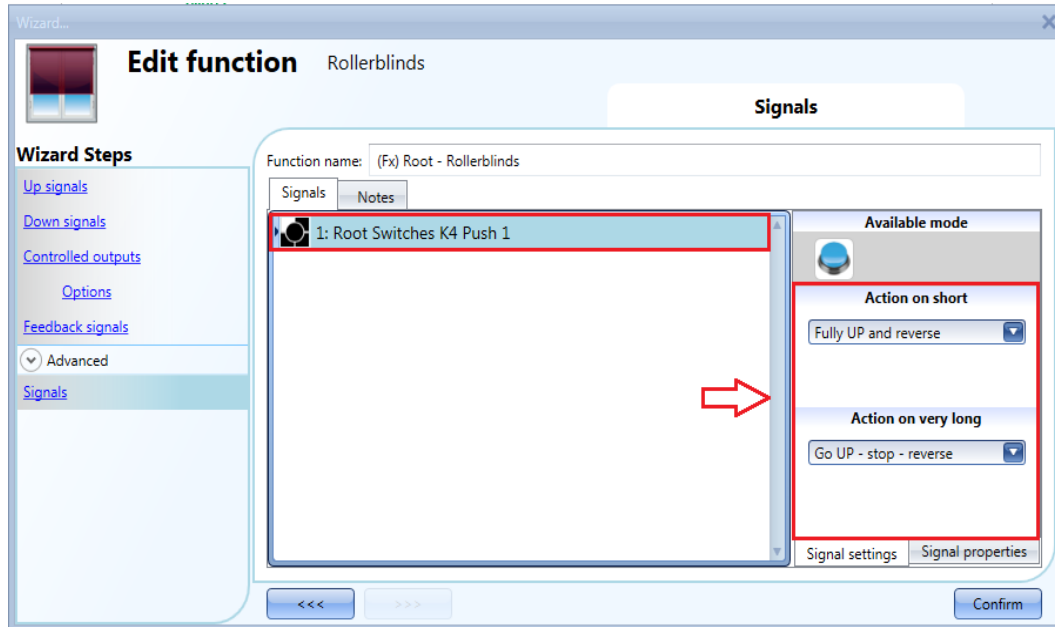 Wizard...
Edit function Rollerblinds
Signals
Wizard Steps
Up signals
Down signals
Controlled outputs
Options
Feedback signals
Advanced
Signals
Function name: (Fx) Root - Rollerblinds
Signals Notes
1: Root Switches K4 Push 1
Available mode
Action on short
Fully UP and reverse
Action on very long
Go UP - stop - reverse
Signal settings Signal properties
<<< >>> Confirm